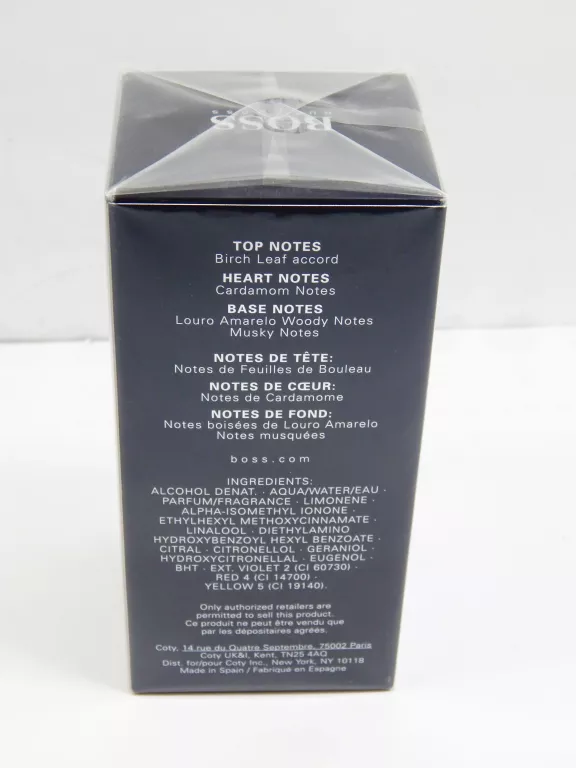 BOSS
HUGO BOSS
TOP NOTES
Birch Leaf accord
HEART NOTES
Cardamom Notes
BASE NOTES
Louro Amarelo Woody Notes
Musky Notes
NOTES DE TÊTE:
Notes de Feuilles de Bouleau
NOTES DE CŒUR:
Notes de Cardamome
NOTES DE FOND:
Notes boisées de Louro Amarelo
Notes musquées
boss.com
INGREDIENTS:
ALCOHOL DENAT. · AQUA/WATER/EAU ·
PARFUM/FRAGRANCE · LIMONENE ·
ALPHA-ISOMETHYL IONONE ·
ETHYLHEXYL METHOXYCINNAMATE ·
LINALOOL · DIETHYLAMINO
HYDROXYBENZOYL HEXYL BENZOATE ·
CITRAL · CITRONELLOL · GERANIOL ·
HYDROXYCITRONELLAL · EUGENOL ·
BHT · EXT. VIOLET 2 (CI 60730) ·
RED 4 (CI 14700) ·
YELLOW 5 (CI 19140).
Only authorized retailers are
permitted to sell this product.
Ce produit ne peut être vendu que
par les dépositaires agréés.
Coty, 14 rue du Quatre Septembre, 75002 Paris
Coty UK&I, Kent, TN25 4AQ
Dist. for/pour Coty Inc., New York, NY 10118
Made in Spain / Fabriqué en Espagne